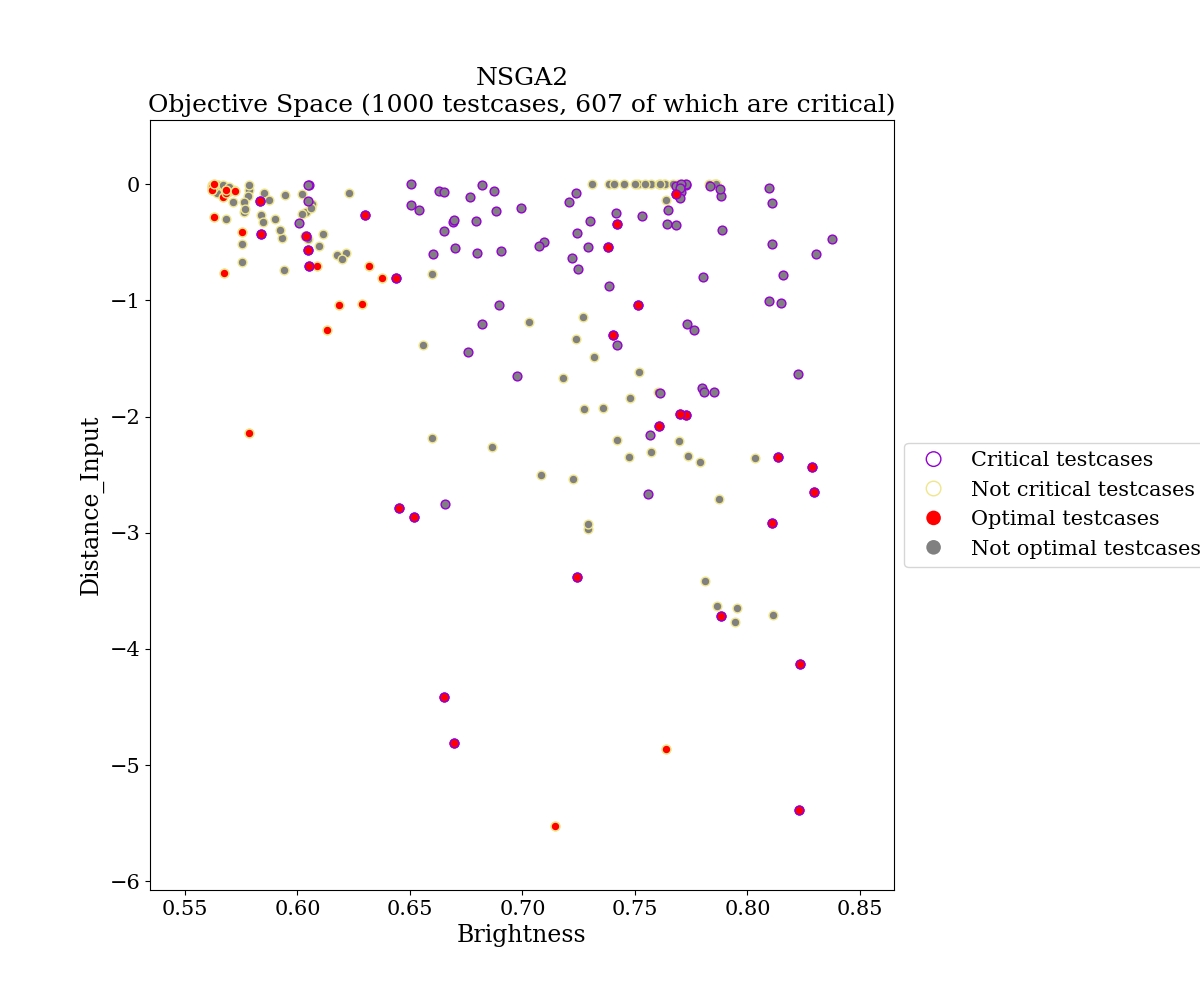 NSGA2
Objective Space (1000 testcases, 607 of which are critical)
0
−1
−2
−3
−4
−5
−6
Distance_Input
0.55 0.60 0.65 0.70 0.75 0.80 0.85
Brightness
Critical testcases
Not critical testcases
Optimal testcases
Not optimal testcases